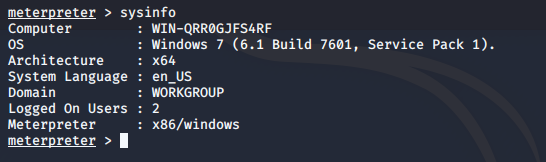 meterpreter > sysinfo
Computer        : WIN-QRR0GJFS4RF
OS              : Windows 7 (6.1 Build 7601, Service Pack 1).
Architecture    : x64
System Language : en_US
Domain          : WORKGROUP
Logged On Users : 2
Meterpreter     : x86/windows
meterpreter >